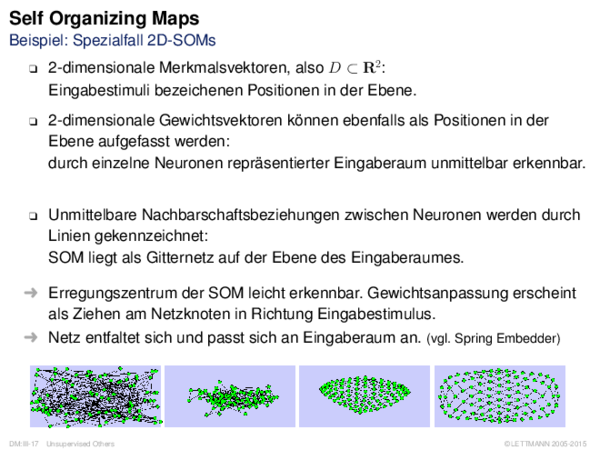 Self Organizing Maps
Beispiel: Spezialfall 2D-SOMs
❑ 2-dimensionale Merkmalsvektoren, also D ⊂ R²:
Eingabestimuli bezeichenen Positionen in der Ebene.
❑ 2-dimensionale Gewichtsvektoren können ebenfalls als Positionen in der
Ebene aufgefasst werden:
durch einzelne Neuronen repräsentierter Eingaberaum unmittelbar erkennbar.
❑ Unmittelbare Nachbarschaftsbeziehungen zwischen Neuronen werden durch
Linien gekennzeichnet:
SOM liegt als Gitternetz auf der Ebene des Eingaberaumes.
➜ Erregungszentrum der SOM leicht erkennbar. Gewichtsanpassung erscheint
als Ziehen am Netzknoten in Richtung Eingabestimulus.
➜ Netz entfaltet sich und passt sich an Eingaberaum an. (vgl. Spring Embedder)
DM:III-17 Unsupervised Others ©LETTMANN 2005-2015